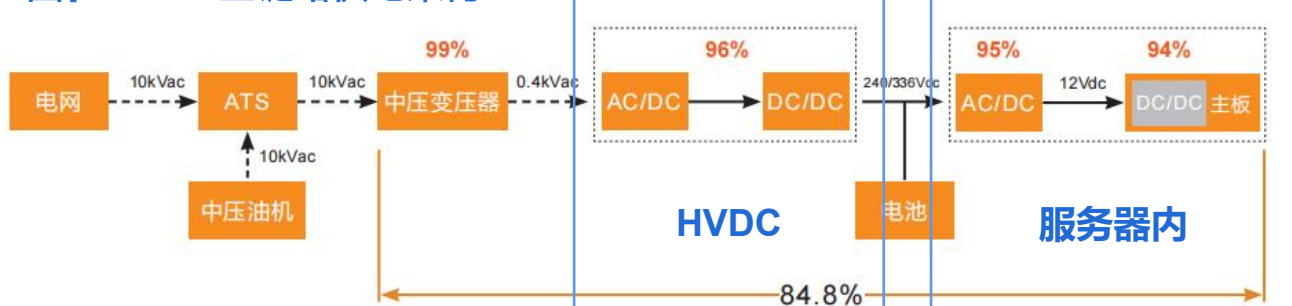 99%
96%
95%
94%
电网
10kVac
ATS
10kVac
中压变压器
0.4kVac
AC/DC
DC/DC
240/336Vdc
AC/DC
12Vdc
DC/DC
主板
10kVac
中压油机
HVDC
电池
服务器内
84.8%